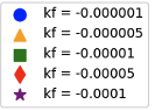 kf = -0.000001
kf = -0.000005
kf = -0.00001
kf = -0.00005
kf = -0.0001